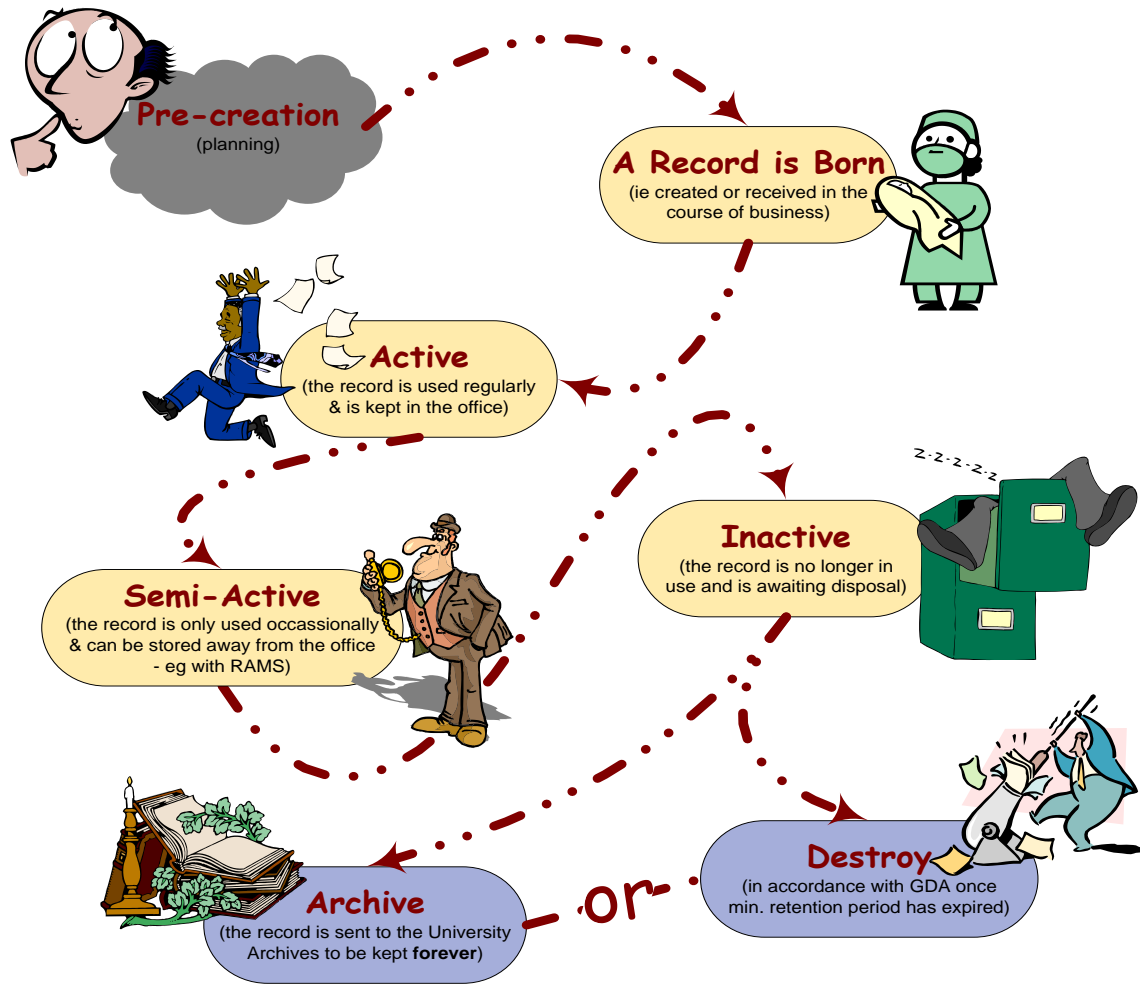 Pre-creation
(planning)
A Record is Born
(ie created or received in the
course of business)
Active
(the record is used regularly
& is kept in the office)
z-z-z-z-z
Inactive
(the record is no longer in
use and is awaiting disposal)
Semi-Active
(the record is only used occassionally
& can be stored away from the office
- eg with RAMS)
Destroy
(in accordance with GDA once
min. retention period has expired)
or
Archive
(the record is sent to the University
Archives to be kept forever)